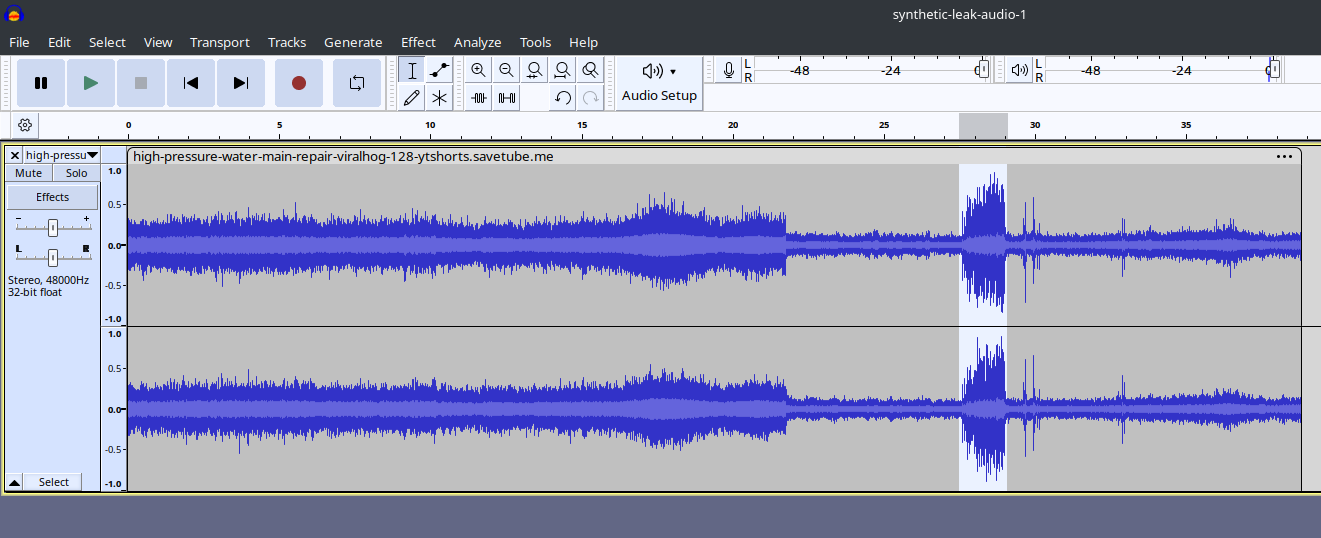 synthetic-leak-audio-1
File Edit Select View Transport Tracks Generate Effect Analyze Tools Help
L R -48 -24 0
L R -48 -24 0
Audio Setup
0 5 10 15 20 25 30 35
high-pressu
high-pressure-water-main-repair-viralhog-128-ytshorts.savetube.me
Mute Solo
Effects
- +
L R
Stereo, 48000Hz
32-bit float
1.0
0.5
0.0
-0.5
-1.0
1.0
0.5
0.0
-0.5
-1.0
Select